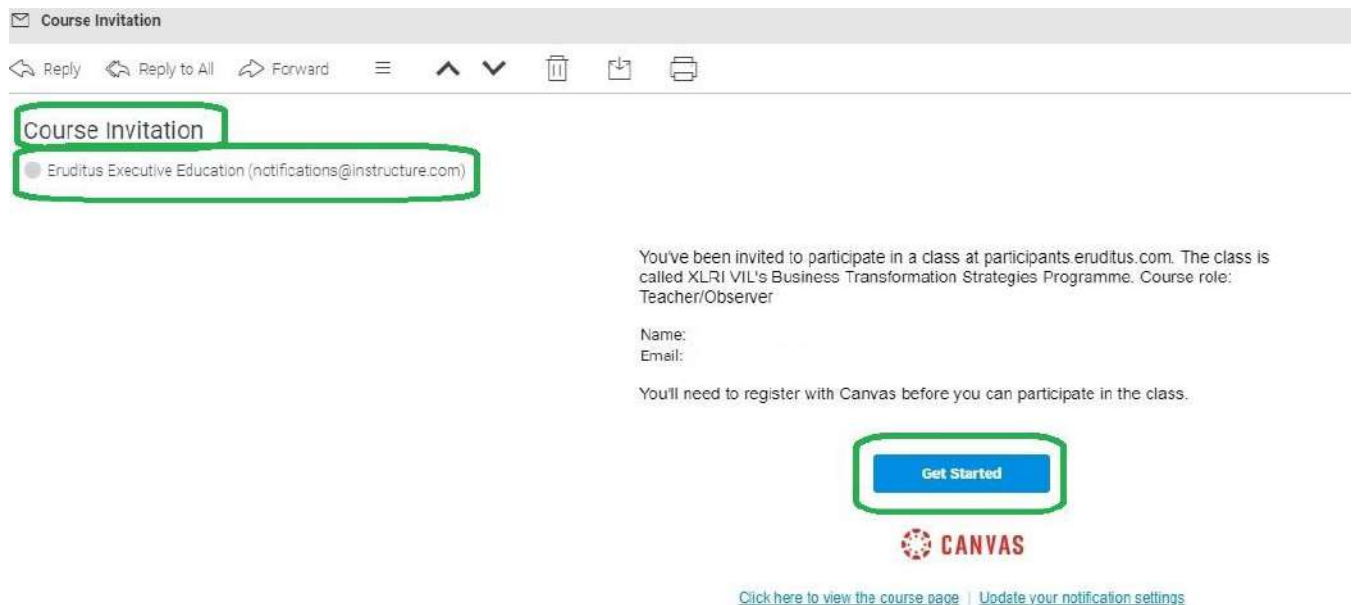 Course Invitation
Reply Reply to All Forward
Course Invitation
Eruditus Executive Education (notifications@instructure.com)
You've been invited to participate in a class at participants.eruditus.com. The class is
called XLRI VIL's Business Transformation Strategies Programme. Course role:
Teacher/Observer
Name:
Email:
You'll need to register with Canvas before you can participate in the class.
Get Started
CANVAS
Click here to view the course page | Update your notification settings